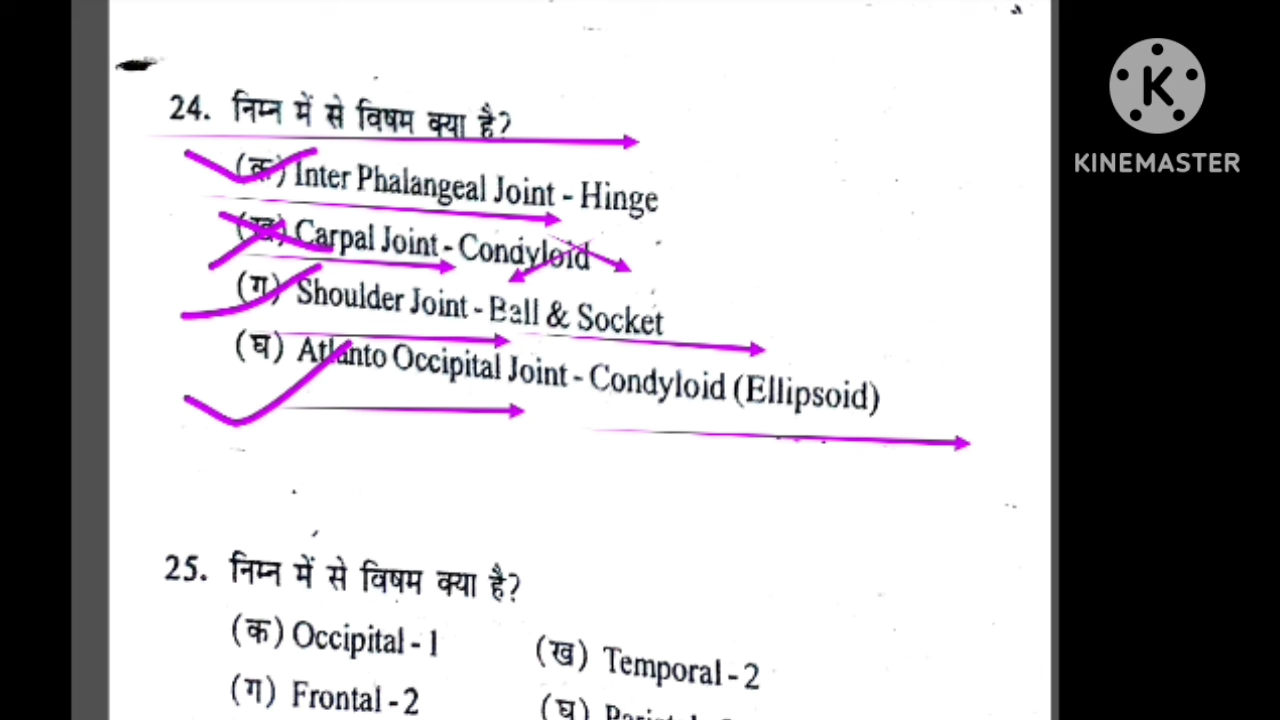 24. निम्न में से विषम क्या है?
(क) Inter Phalangeal Joint - Hinge
(ख) Carpal Joint - Condyloid
(ग) Shoulder Joint - Ball & Socket
(घ) Atlanto Occipital Joint - Condyloid (Ellipsoid)
25. निम्न में से विषम क्या है?
(क) Occipital - 1 (ख) Temporal - 2
(ग) Frontal - 2 (घ)
K
KINEMASTER